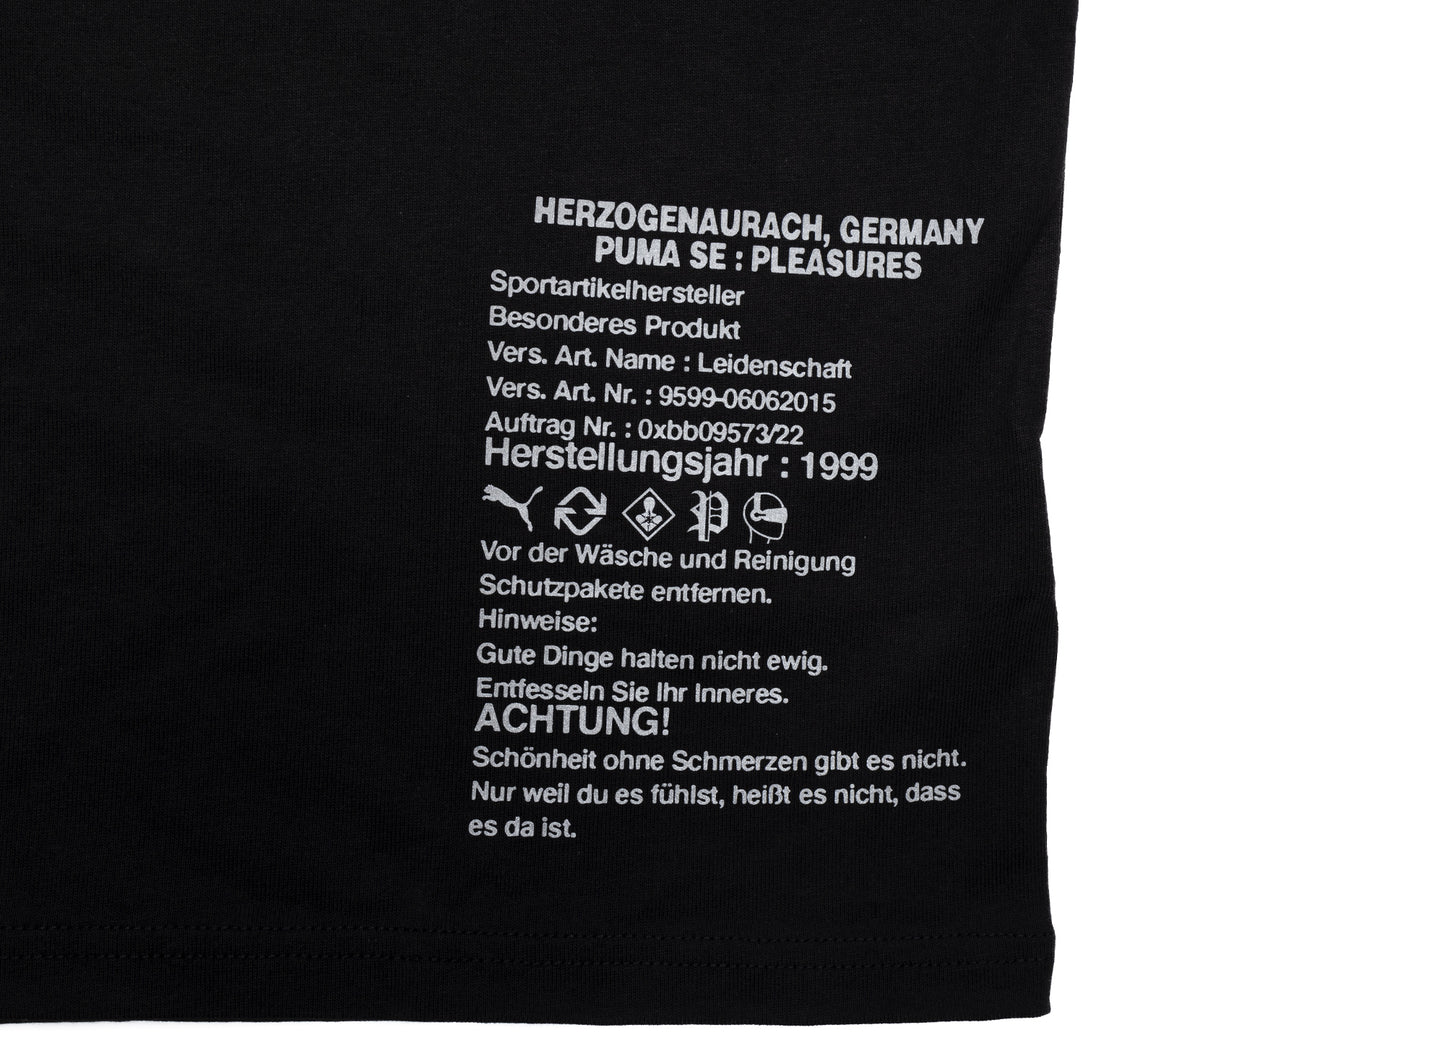 HERZOGENAURACH, GERMANY
PUMA SE : PLEASURES
Sportartikelhersteller
Besonderes Produkt
Vers. Art. Name : Leidenschaft
Vers. Art. Nr. : 9599-06062015
Auftrag Nr. : 0xbb09573/22
Herstellungsjahr : 1999
P
Vor der Wäsche und Reinigung
Schutzpakete entfernen.
Hinweise:
Gute Dinge halten nicht ewig.
Entfesseln Sie Ihr Inneres.
ACHTUNG!
Schönheit ohne Schmerzen gibt es nicht.
Nur weil du es fühlst, heißt es nicht, dass
es da ist.